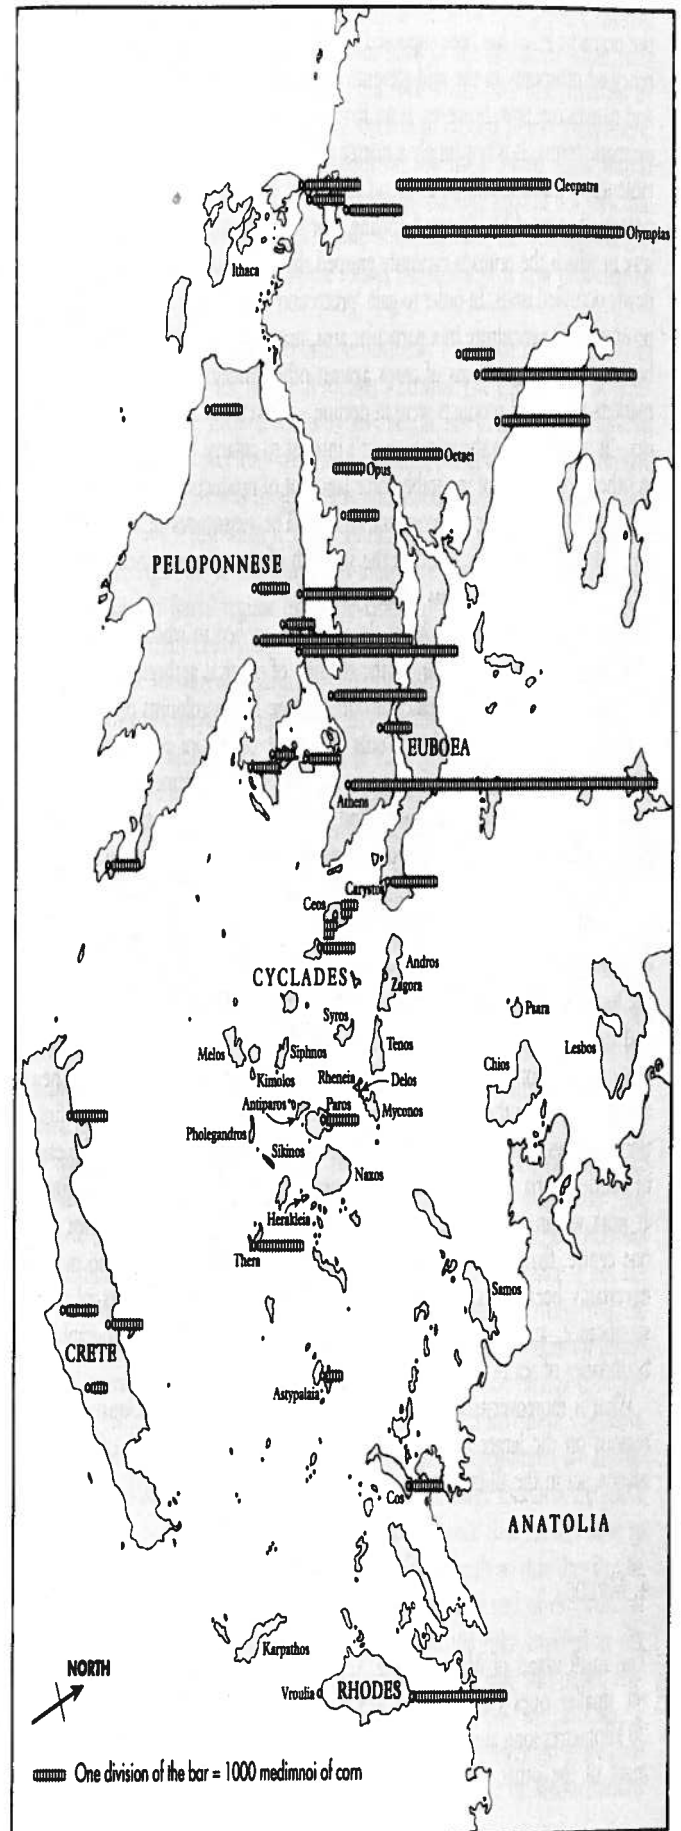 Cleopatra
Olympias
Ithaca
Oetaei
Opus
PELOPONNESE
EUBOEA
Athens
Carystos
Ceos
Andros
CYCLADES
Zagora
Psara
Syros
Lesbos
Tenos
Melos
Siphnos
Chios
Kimolos
Rheneia
Delos
Antiparos
Paros
Myconos
Pholegandros
Sikinos
Naxos
Herakleia
Thera
Samos
CRETE
Astypalaia
Cos
ANATOLIA
Karpathos
NORTH
Vroulia
RHODES
One division of the bar = 1000 medimnoi of corn